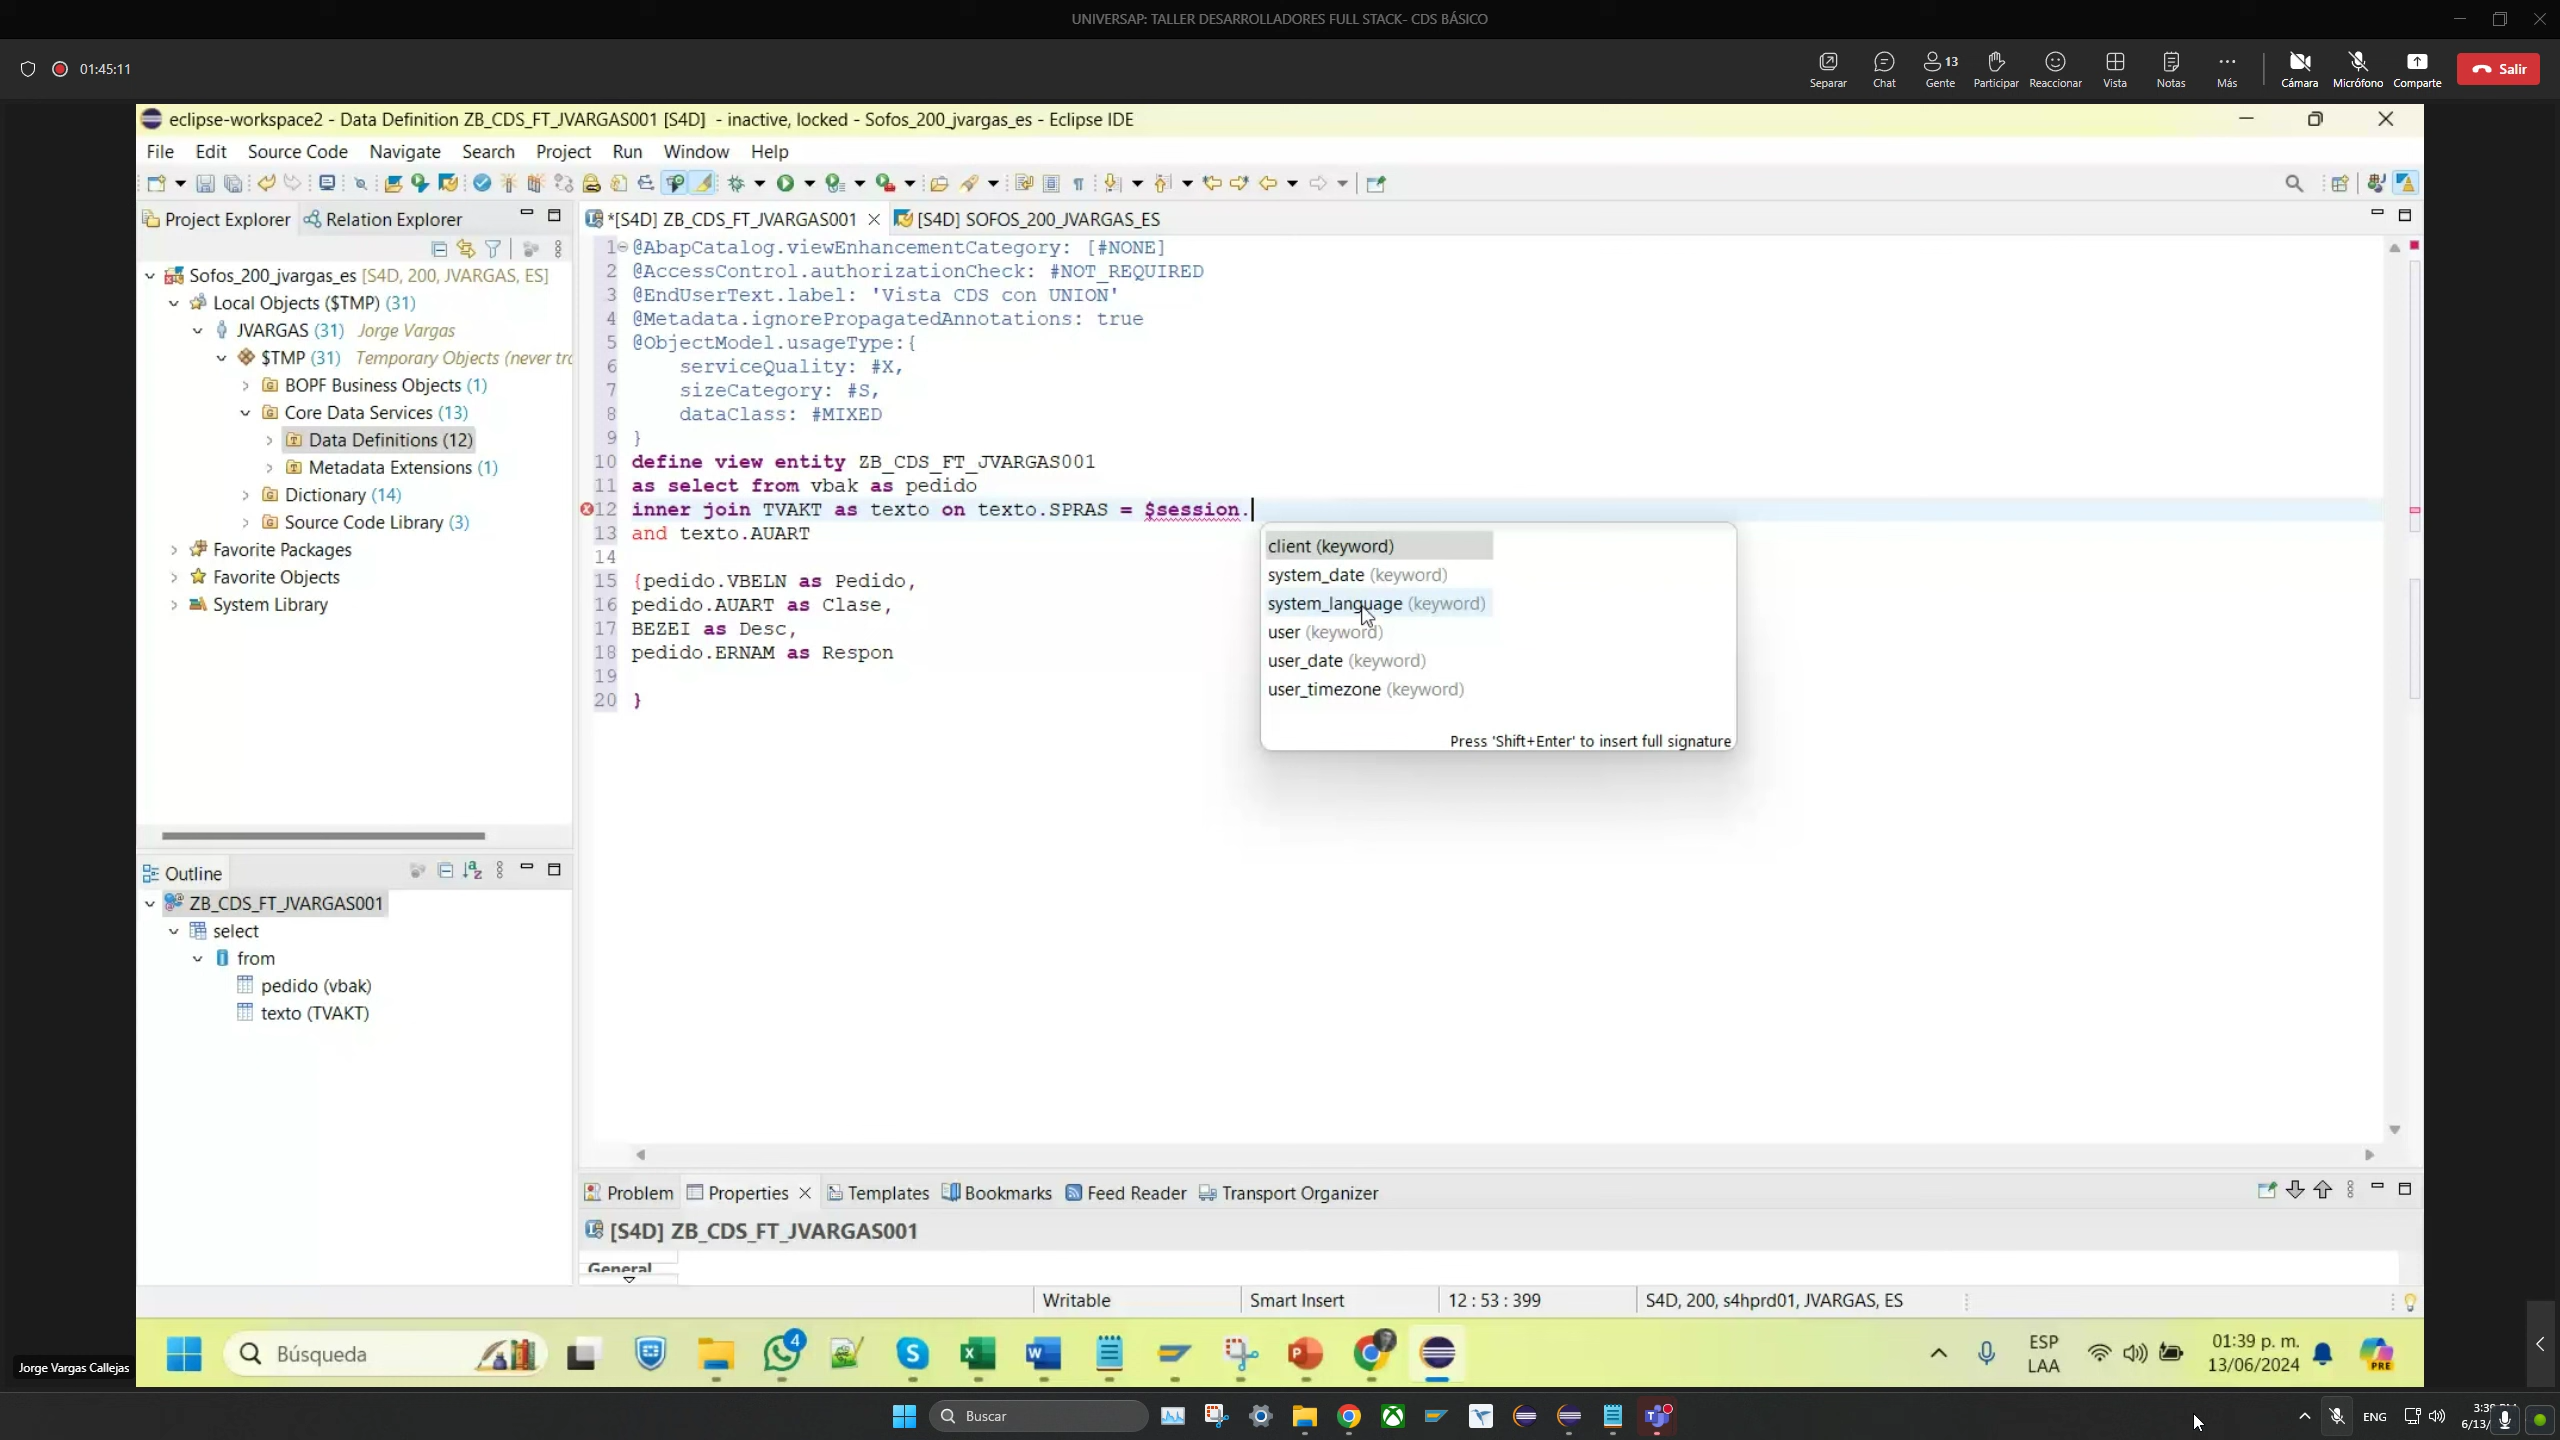 UNIVERSAP: TALLER DESARROLLADORES FULL STACK- CDS BÁSICO
01:45:11
Separar
Chat
13
Gente
Participar
Reaccionar
Vista
Notas
Más
Cámara
Micrófono
Comparte
Salir
eclipse-workspace2 - Data Definition ZB_CDS_FT_JVARGAS001 [S4D] - inactive, locked - Sofos_200_jvargas_es - Eclipse IDE
File Edit Source Code Navigate Search Project Run Window Help
Project Explorer
Relation Explorer
Sofos_200_jvargas_es [S4D, 200, JVARGAS, ES]
Local Objects ($TMP) (31)
JVARGAS (31) Jorge Vargas
$TMP (31) Temporary Objects (never tra
BOPF Business Objects (1)
Core Data Services (13)
Data Definitions (12)
Metadata Extensions (1)
Dictionary (14)
Source Code Library (3)
Favorite Packages
Favorite Objects
System Library
Outline
ZB_CDS_FT_JVARGAS001
select
from
pedido (vbak)
texto (TVAKT)
*[S4D] ZB_CDS_FT_JVARGAS001
[S4D] SOFOS_200_JVARGAS_ES
1 @AbapCatalog.viewEnhancementCategory: [#NONE]
2 @AccessControl.authorizationCheck: #NOT_REQUIRED
3 @EndUserText.label: 'Vista CDS con UNION'
4 @Metadata.ignorePropagatedAnnotations: true
5 @ObjectModel.usageType:{
6 serviceQuality: #X,
7 sizeCategory: #S,
8 dataClass: #MIXED
9 }
10 define view entity ZB_CDS_FT_JVARGAS001
11 as select from vbak as pedido
12 inner join TVAKT as texto on texto.SPRAS = $session.
13 and texto.AUART
14
15 {pedido.VBELN as Pedido,
16 pedido.AUART as Clase,
17 BEZEI as Desc,
18 pedido.ERNAM as Respon
19
20 }
client (keyword)
system_date (keyword)
system_language (keyword)
user (keyword)
user_date (keyword)
user_timezone (keyword)
Press 'Shift+Enter' to insert full signature
Problem
Properties
Templates
Bookmarks
Feed Reader
Transport Organizer
[S4D] ZB_CDS_FT_JVARGAS001
General
Writable
Smart Insert
12 : 53 : 399
S4D, 200, s4hprd01, JVARGAS, ES
Jorge Vargas Callejas
Búsqueda
4
ESP
LAA
01:39 p. m.
13/06/2024
PRE
Buscar
ENG
6/13/